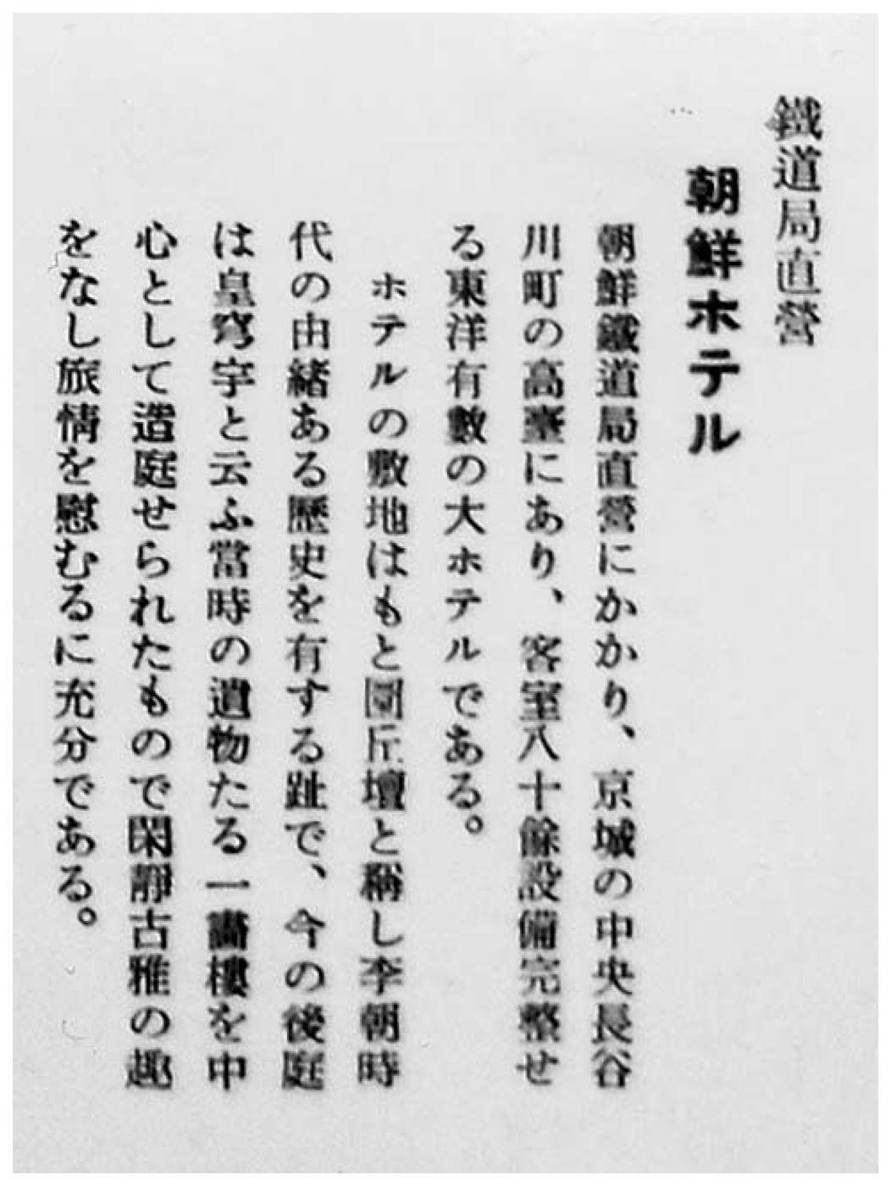 鐵道局直營
朝鮮ホテル
朝鮮鐵道局直營にかかり、京城の中央長谷
川町の高臺にあり、客室八十餘設備完整せ
る東洋有數の大ホテルである。
ホテルの敷地はもと圜丘壇と稱し李朝時
代の由緒ある歷史を有する趾で、今の後庭
は皇穹宇と云ふ當時の遺物たる一畵樓を中
心として造庭せられたもので閑靜古雅の趣
をなし旅情を慰むるに充分である。